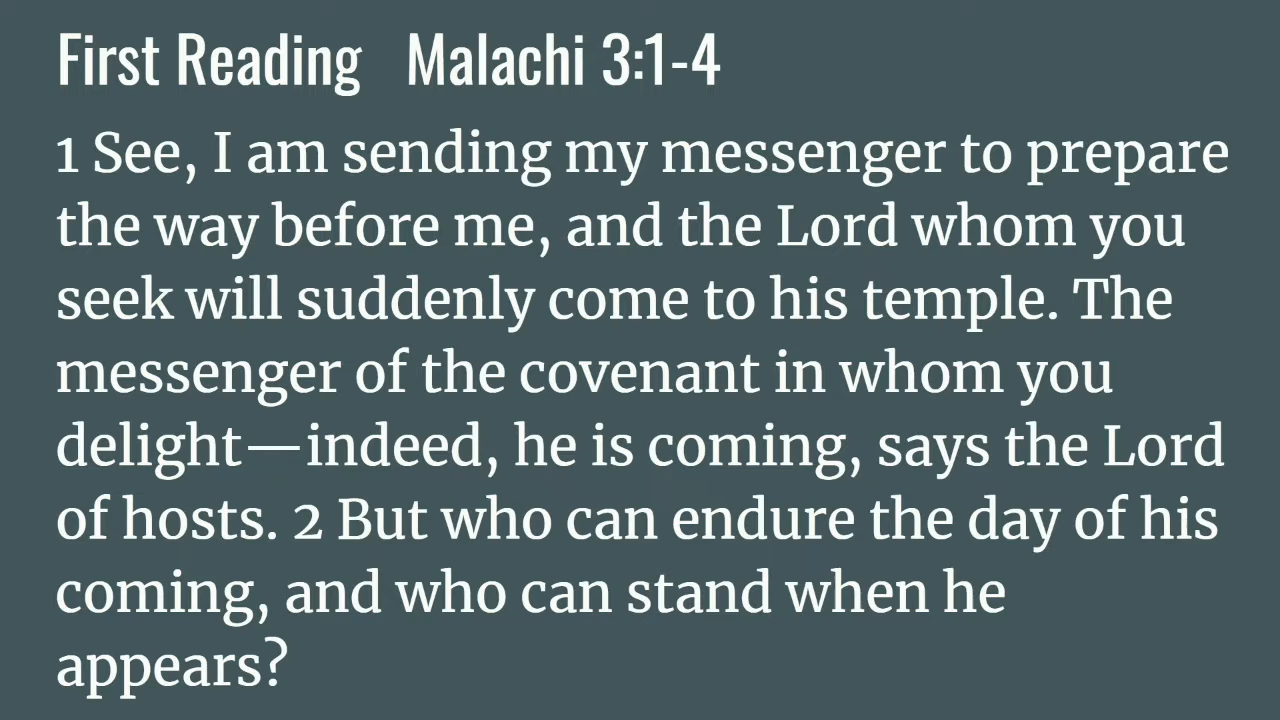 First Reading Malachi 3:1-4
1 See, I am sending my messenger to prepare
the way before me, and the Lord whom you
seek will suddenly come to his temple. The
messenger of the covenant in whom you
delight—indeed, he is coming, says the Lord
of hosts. 2 But who can endure the day of his
coming, and who can stand when he
appears?